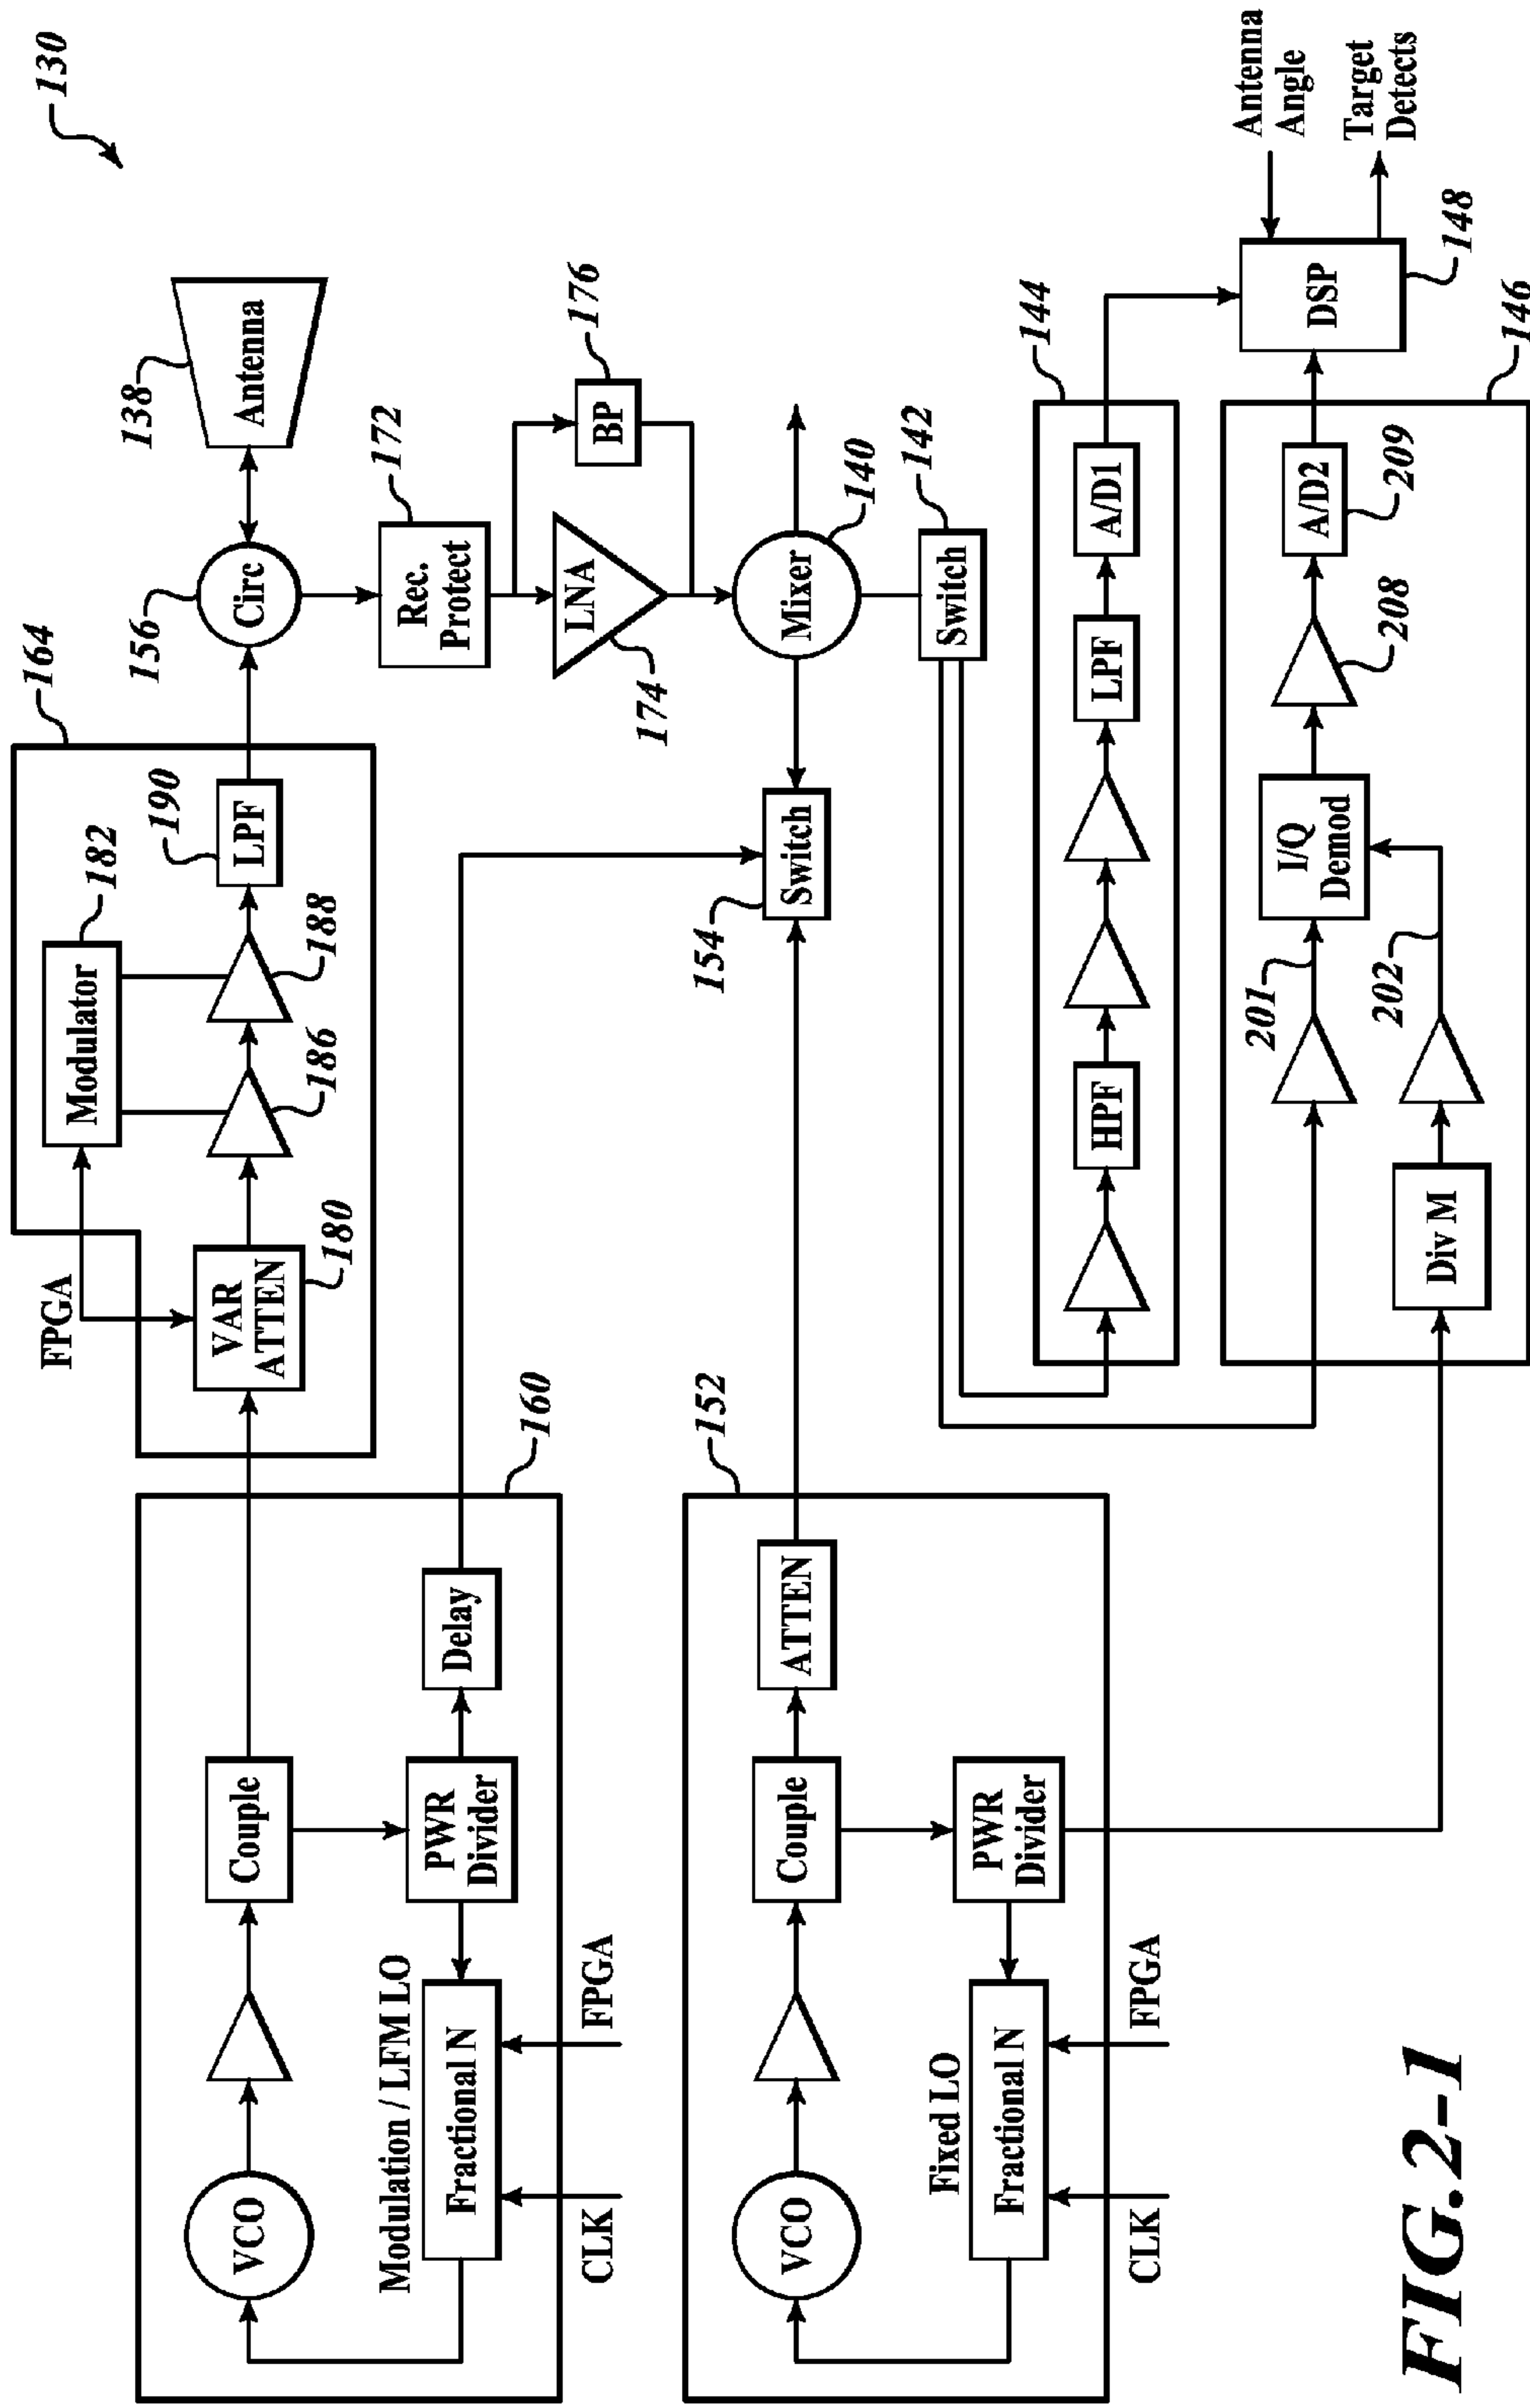 130
164
182
Modulator
FPGA
VAR
ATTEN
180
186
188
190
LPF
156
Circ
138
Antenna
172
Rec.
Protect
LNA
174
176
BP
140
Mixer
142
Switch
154
Switch
160
VCO
Couple
PWR
Divider
Delay
Modulation / LFM LO
Fractional N
CLK
FPGA
152
VCO
Couple
ATTEN
PWR
Divider
Fixed LO
Fractional N
CLK
FPGA
144
HPF
LPF
A/D1
146
201
202
Div M
I/Q
Demod
208
A/D2
209
DSP
148
Antenna
Angle
Target
Detects
FIG.2-1